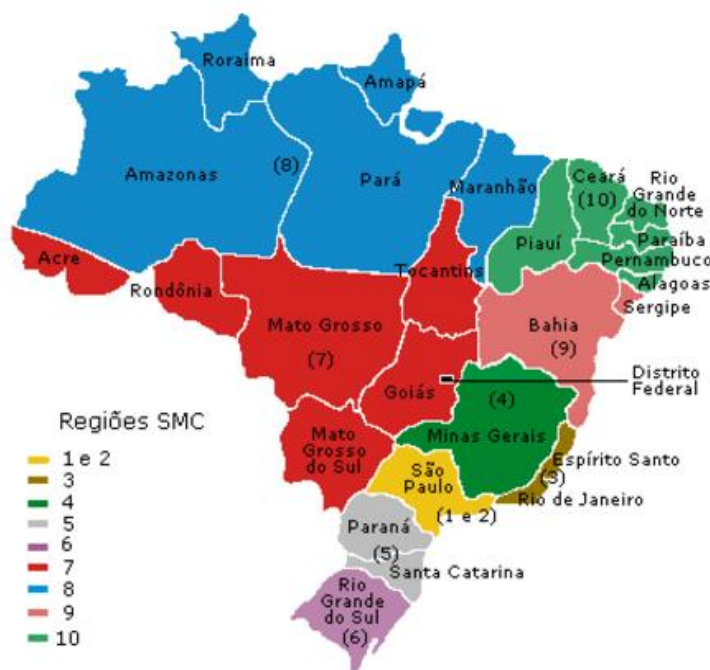 Roraima
Amapá
Amazonas
(8)
Pará
Maranhão
Ceará
(10)
Rio
Grande
do Norte
Piauí
Paraíba
Pernambuco
Alagoas
Sergipe
Acre
Rondônia
Tocantins
Mato Grosso
(7)
Bahia
(9)
Goiás
Distrito
Federal
(4)
Minas Gerais
Mato
Grosso
do Sul
São
Paulo
(1 e 2)
Espírito Santo
(3)
Rio de Janeiro
Paraná
(5)
Santa Catarina
Rio
Grande
do Sul
(6)
Regiões SMC
1 e 2
3
4
5
6
7
8
9
10